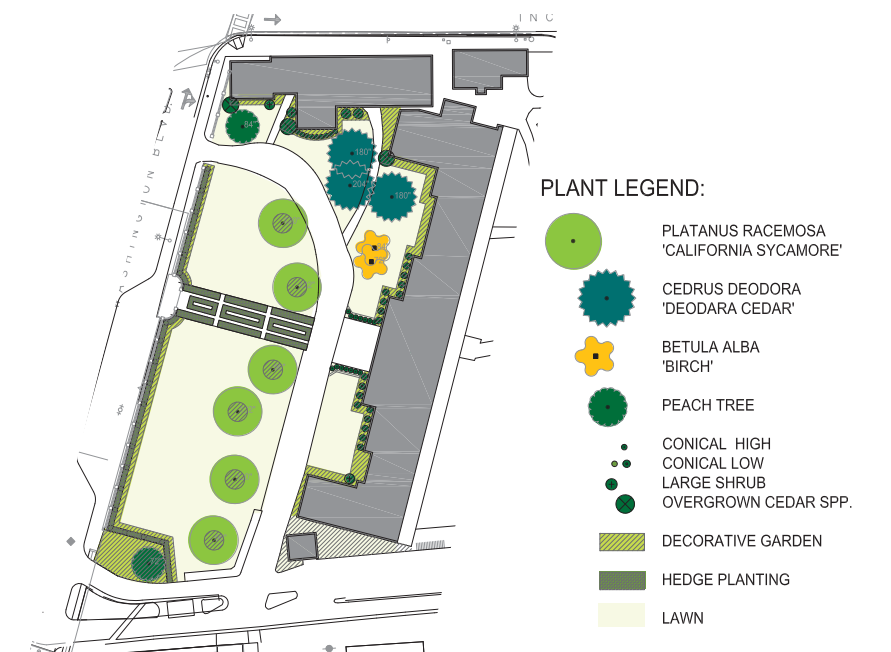 INC
P
84"
180"
204"
180"
PLANT LEGEND:
PLATANUS RACEMOSA
'CALIFORNIA SYCAMORE'
CEDRUS DEODORA
'DEODARA CEDAR'
BETULA ALBA
'BIRCH'
PEACH TREE
CONICAL HIGH
CONICAL LOW
LARGE SHRUB
OVERGROWN CEDAR SPP.
DECORATIVE GARDEN
HEDGE PLANTING
LAWN